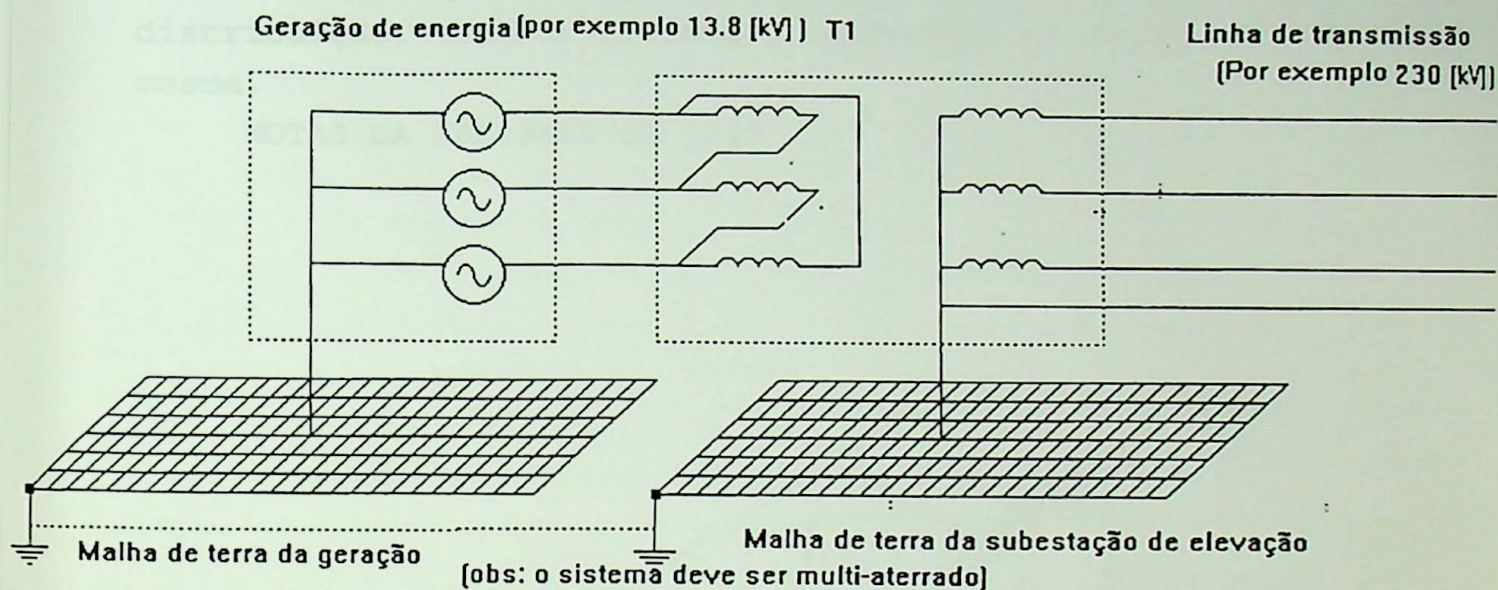 Geração de energia (por exemplo 13.8 [kV]) T1
Linha de transmissão
(Por exemplo 230 [kV])
Malha de terra da geração
Malha de terra da subestação de elevação
(obs: o sistema deve ser multi-aterrado)